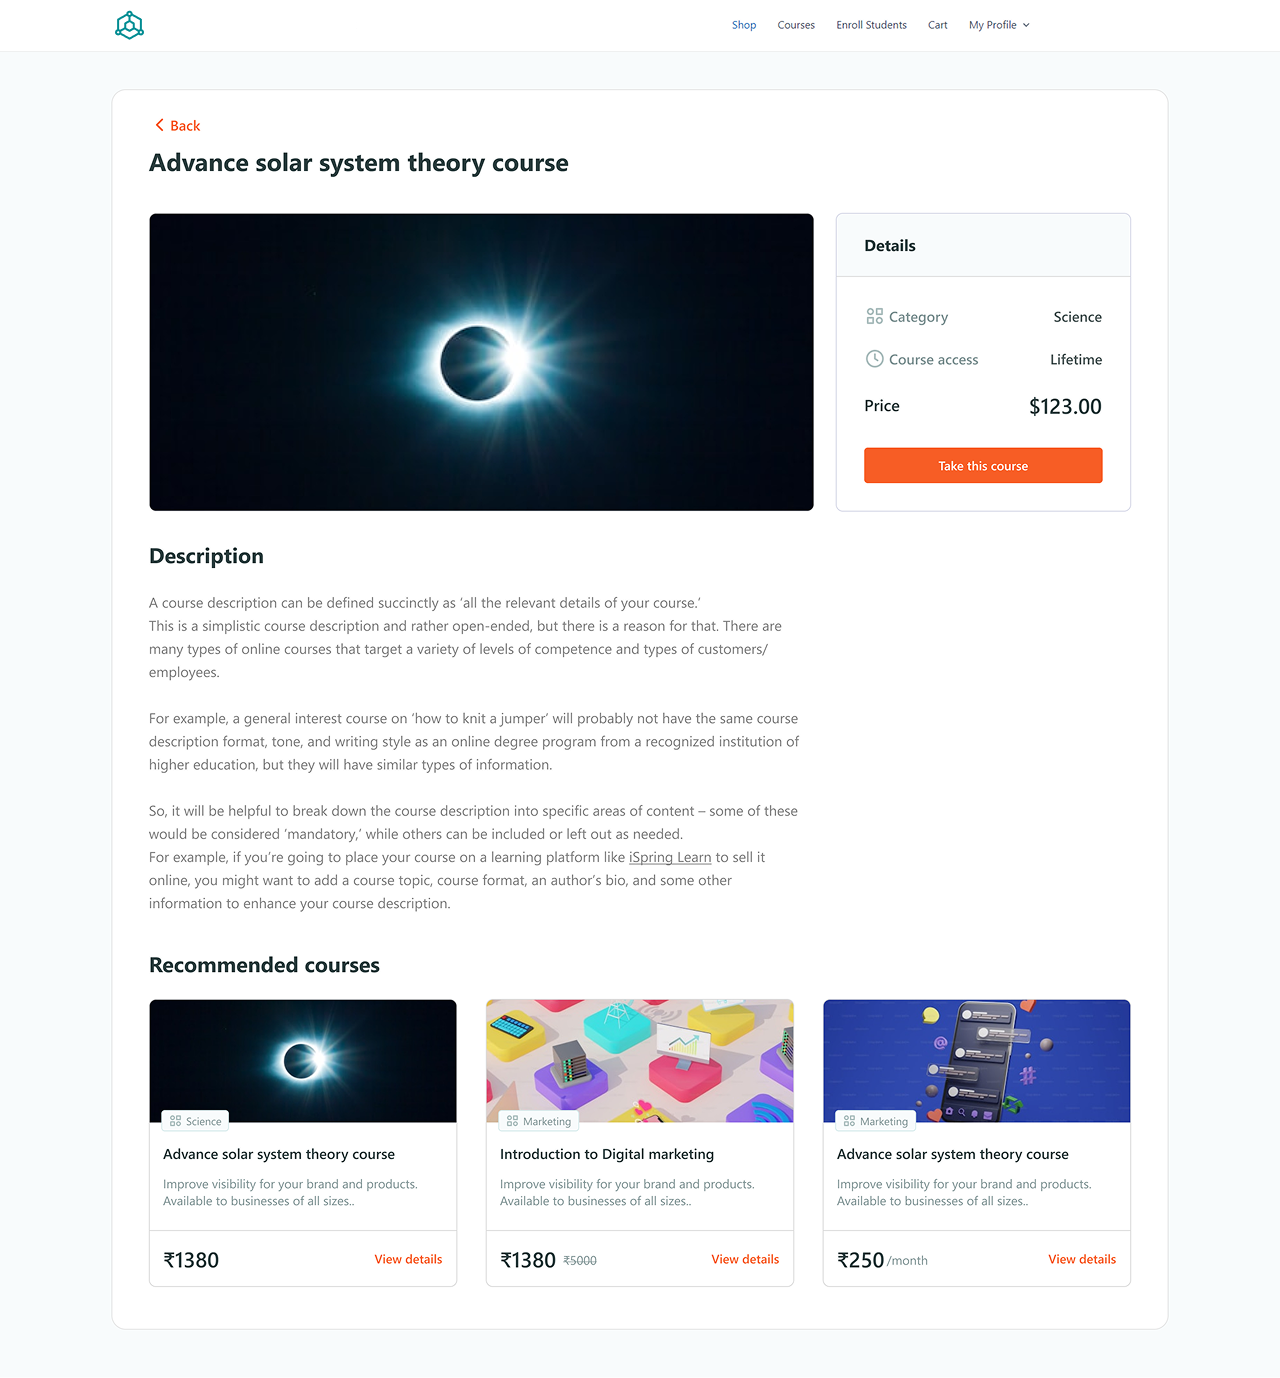 Shop Courses Enroll Students Cart My Profile
Back
Advance solar system theory course
Details
Category Science
Course access Lifetime
Price $123.00
Take this course
Description
A course description can be defined succinctly as ‘all the relevant details of your course.’
This is a simplistic course description and rather open-ended, but there is a reason for that. There are
many types of online courses that target a variety of levels of competence and types of customers/
employees.
For example, a general interest course on ‘how to knit a jumper’ will probably not have the same course
description format, tone, and writing style as an online degree program from a recognized institution of
higher education, but they will have similar types of information.
So, it will be helpful to break down the course description into specific areas of content – some of these
would be considered ‘mandatory,’ while others can be included or left out as needed.
For example, if you’re going to place your course on a learning platform like iSpring Learn to sell it
online, you might want to add a course topic, course format, an author’s bio, and some other
information to enhance your course description.
Recommended courses
Science
Advance solar system theory course
Improve visibility for your brand and products.
Available to businesses of all sizes..
₹1380 View details
Marketing
Introduction to Digital marketing
Improve visibility for your brand and products.
Available to businesses of all sizes..
₹1380 ₹5000 View details
Marketing
Advance solar system theory course
Improve visibility for your brand and products.
Available to businesses of all sizes..
₹250 /month View details